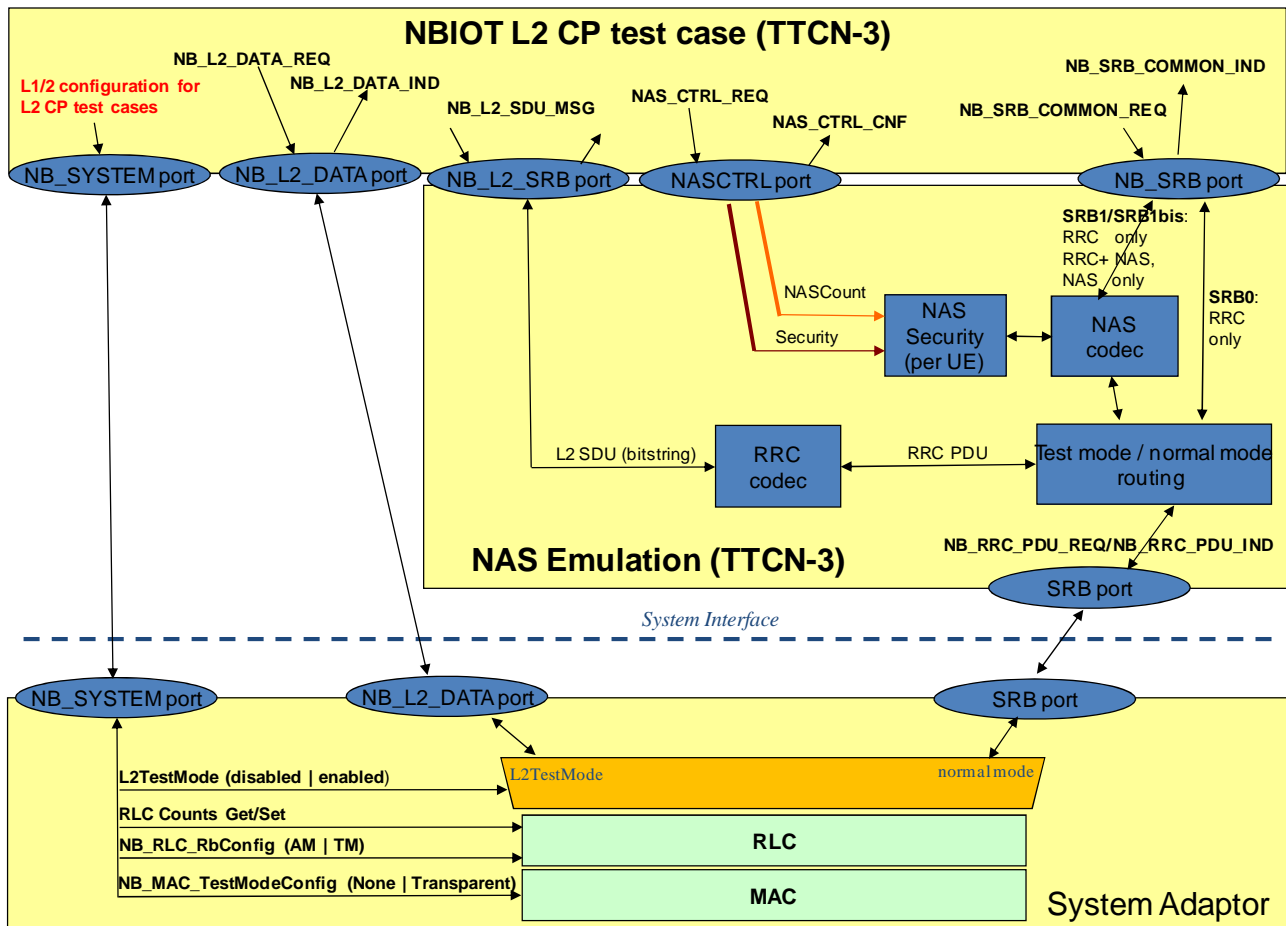 NBIOT L2 CP test case (TTCN-3)
NB_L2_DATA_REQ
NB_L2_DATA_IND
L1/2 configuration for
L2 CP test cases
NB_L2_SDU_MSG
NAS_CTRL_REQ
NAS_CTRL_CNF
NB_SRB_COMMON_IND
NB_SRB_COMMON_REQ
NB_SYSTEM port
NB_L2_DATA port
NB_L2_SRB port
NASCTRL port
NB_SRB port
SRB1/SRB1bis:
RRC only
RRC+ NAS,
NAS only
NASCount
Security
NAS
Security
(per UE)
NAS
codec
SRB0:
RRC
only
L2 SDU (bitstring)
RRC
codec
RRC PDU
Test mode / normal mode
routing
NB_RRC_PDU_REQ/NB_RRC_PDU_IND
NAS Emulation (TTCN-3)
SRB port
System Interface
NB_SYSTEM port
NB_L2_DATA port
SRB port
L2TestMode (disabled | enabled)
L2TestMode
normal mode
RLC Counts Get/Set
NB_RLC_RbConfig (AM | TM)
RLC
NB_MAC_TestModeConfig (None | Transparent)
MAC
System Adaptor